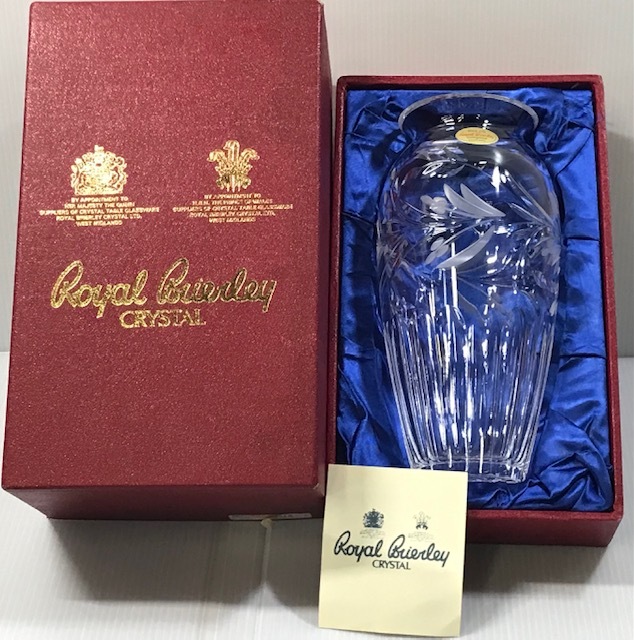 BY APPOINTMENT TO
HER MAJESTY THE QUEEN
SUPPLIERS OF CRYSTAL TABLE GLASSWARE
ROYAL BRIERLEY CRYSTAL LTD.
WEST MIDLANDS
BY APPOINTMENT TO
H.R.H. THE PRINCE OF WALES
SUPPLIERS OF CRYSTAL TABLE GLASSWARE
ROYAL BRIERLEY CRYSTAL LTD.
WEST MIDLANDS
Royal Brierley
CRYSTAL
Royal Brierley
CRYSTAL